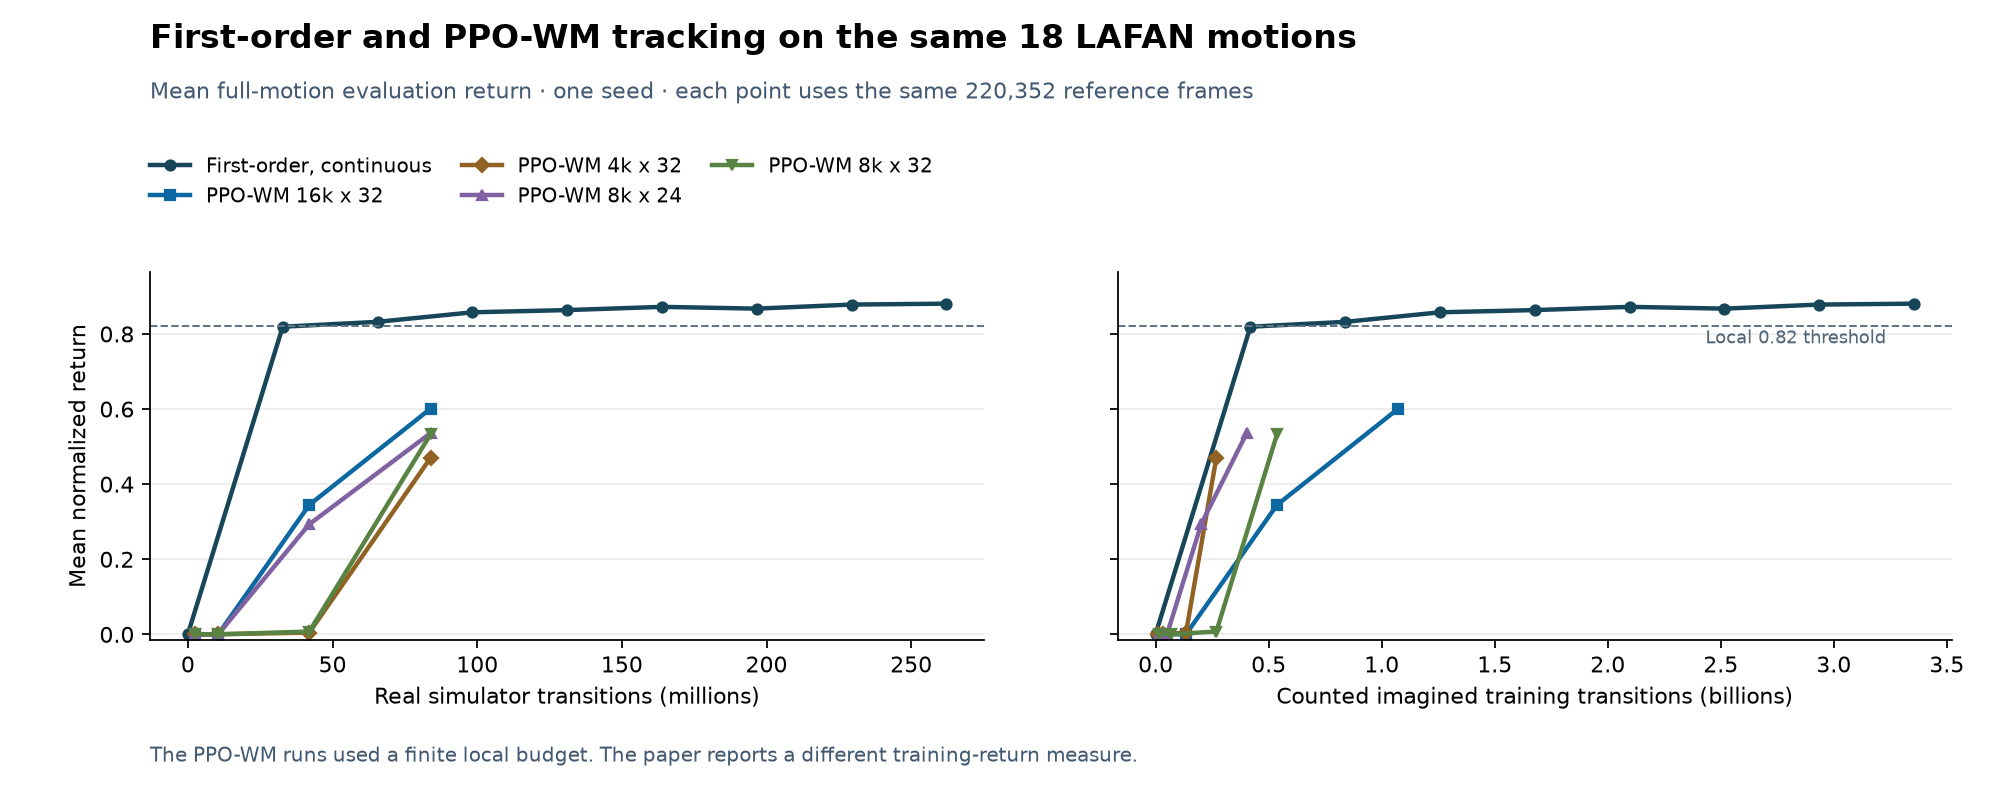 First-order and PPO-WM tracking on the same 18 LAFAN motions
Mean full-motion evaluation return · one seed · each point uses the same 220,352 reference frames
First-order, continuous
PPO-WM 16k x 32
PPO-WM 4k x 32
PPO-WM 8k x 24
PPO-WM 8k x 32
Mean normalized return
0.8
0.6
0.4
0.2
0.0
0 50 100 150 200 250
Real simulator transitions (millions)
Local 0.82 threshold
0.0 0.5 1.0 1.5 2.0 2.5 3.0 3.5
Counted imagined training transitions (billions)
The PPO-WM runs used a finite local budget. The paper reports a different training-return measure.